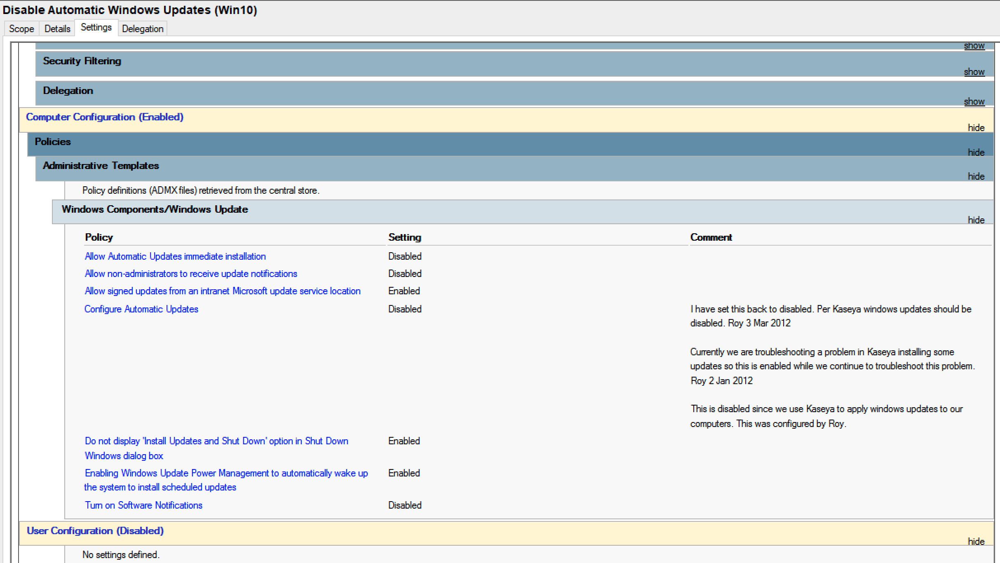 Disable Automatic Windows Updates (Win10)
Scope Details Settings Delegation
show
Security Filtering
show
Delegation
show
Computer Configuration (Enabled)
hide
Policies
hide
Administrative Templates
hide
Policy definitions (ADMX files) retrieved from the central store.
Windows Components/Windows Update
hide
Policy Setting Comment
Allow Automatic Updates immediate installation Disabled
Allow non-administrators to receive update notifications Disabled
Allow signed updates from an intranet Microsoft update service location Enabled
Configure Automatic Updates Disabled I have set this back to disabled. Per Kaseya windows updates should be
disabled. Roy 3 Mar 2012
Currently we are troubleshooting a problem in Kaseya installing some
updates so this is enabled while we continue to troubleshoot this problem.
Roy 2 Jan 2012
This is disabled since we use Kaseya to apply windows updates to our
computers. This was configured by Roy.
Do not display 'Install Updates and Shut Down' option in Shut Down Enabled
Windows dialog box
Enabling Windows Update Power Management to automatically wake up Enabled
the system to install scheduled updates
Turn on Software Notifications Disabled
User Configuration (Disabled)
hide
No settings defined.